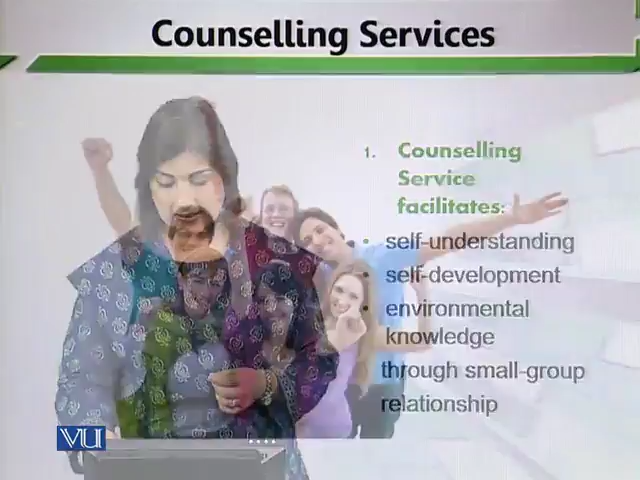 Counselling Services
1. Counselling
Service
facilitates:
• self-understanding
• self-development
• environmental
knowledge
through small-group
relationship
VU